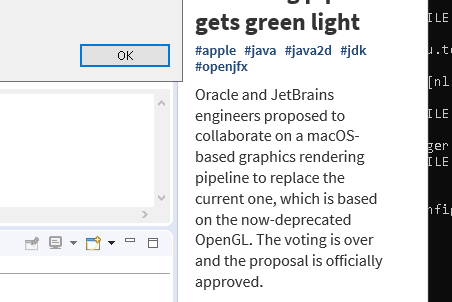 gets green light
OK
#apple #java #java2d #jdk
#openjfx
Oracle and JetBrains
engineers proposed to
collaborate on a macOS-
based graphics rendering
pipeline to replace the
current one, which is based
on the now-deprecated
OpenGL. The voting is over
and the proposal is officially
approved.
ILE
u.to
[nl
ILE
ger
ILE
nfip